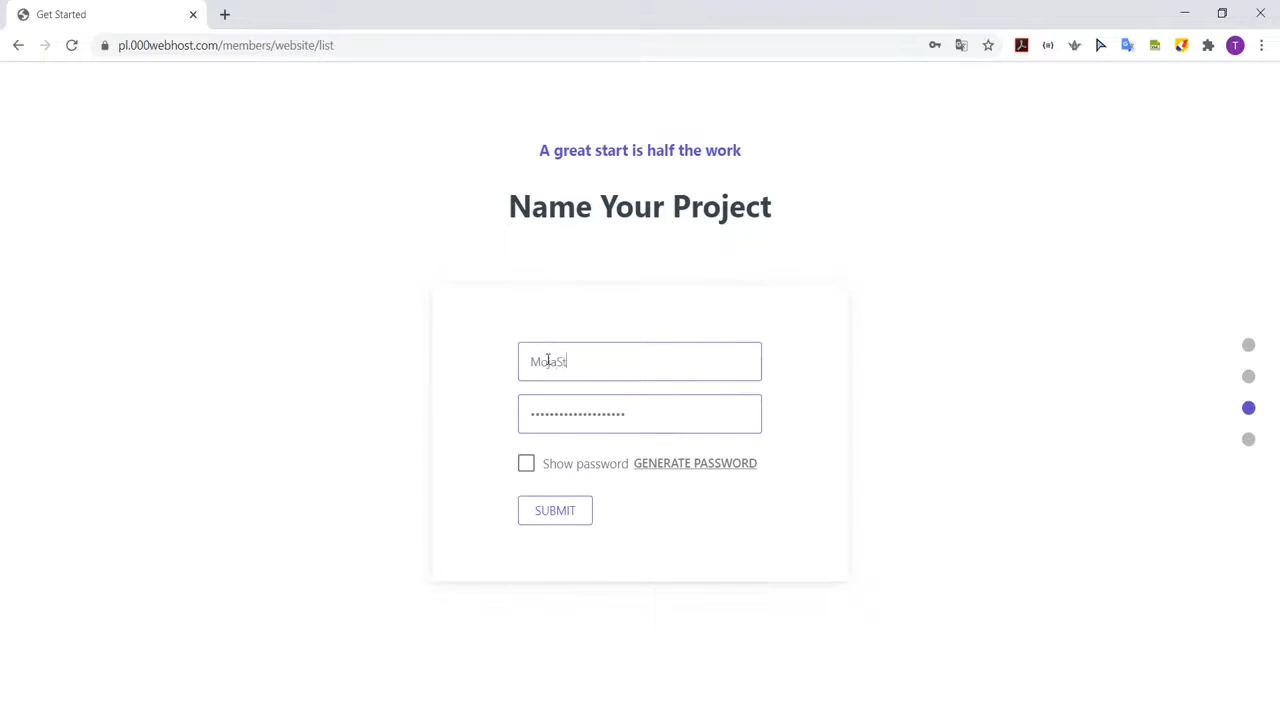 Get Started
pl.000webhost.com/members/website/list
T
A great start is half the work
Name Your Project
MojaSt
••••••••••••••••••••
Show password GENERATE PASSWORD
SUBMIT